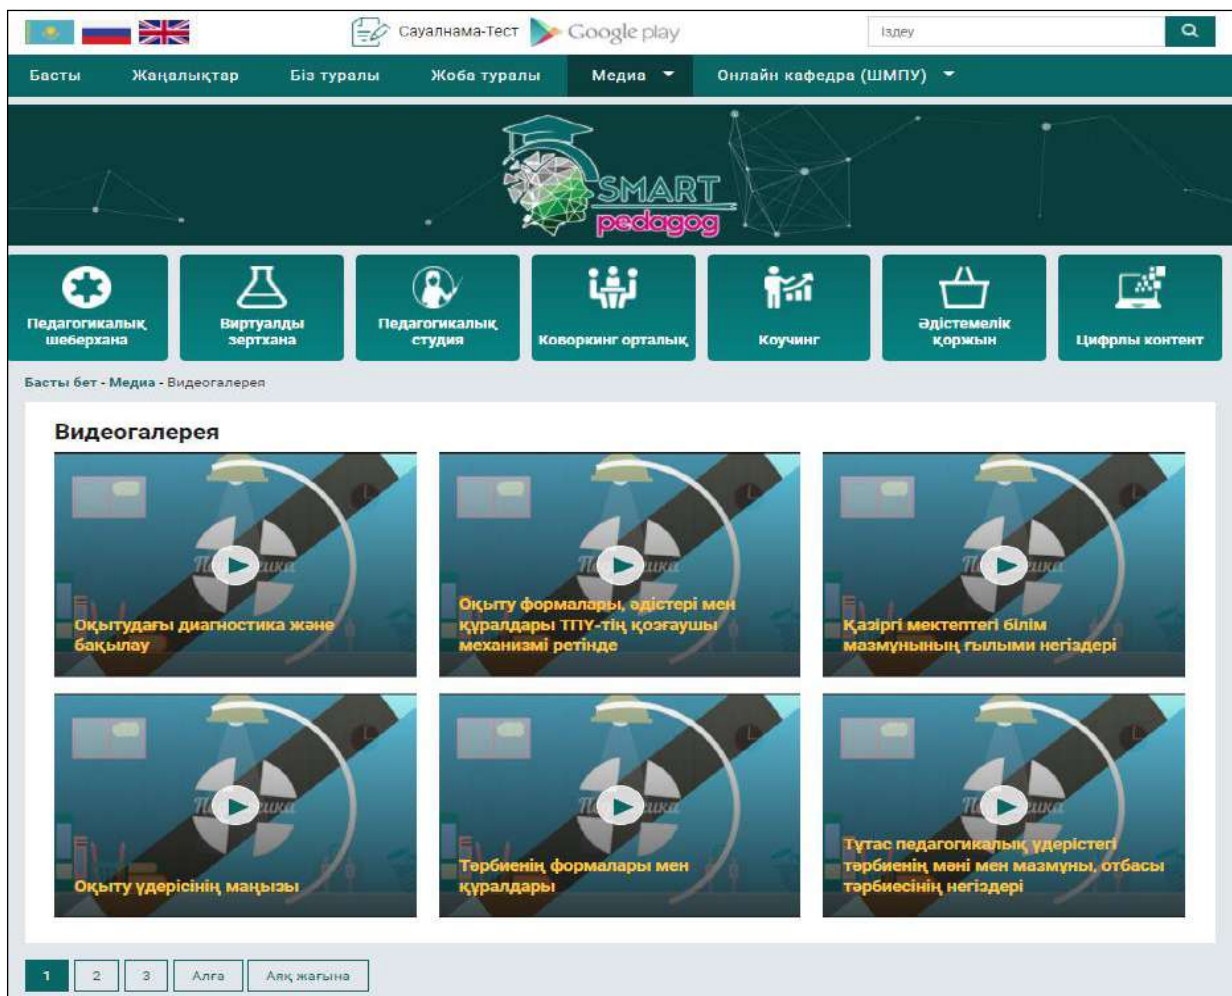 Сауалнама-Тест
Google play
Іздеу
Басты
Жаңалықтар
Біз туралы
Жоба туралы
Медиа
Онлайн кафедра (ШМПУ)
SMART
pedagog
Педагогикалық
шеберхана
Виртуалды
зертхана
Педагогикалық
студия
Коворкинг орталық
Коучинг
Әдістемелік
қоржын
Цифрлы контент
Басты бет - Медиа - Видеогалерея
Видеогалерея
Оқытудағы диагностика және
бақылау
Оқыту формалары, әдістері мен
құралдары ТПҮ-тің қозғаушы
механизмі ретінде
Қазіргі мектептегі білім
мазмұнының ғылыми негіздері
Оқыту үдерісінің маңызы
Тәрбиенің формалары мен
құралдары
Тұтас педагогикалық үдерістегі
тәрбиенің мәні мен мазмұны, отбасы
тәрбиесінің негіздері
1
2
3
Алға
Аяқ жағына